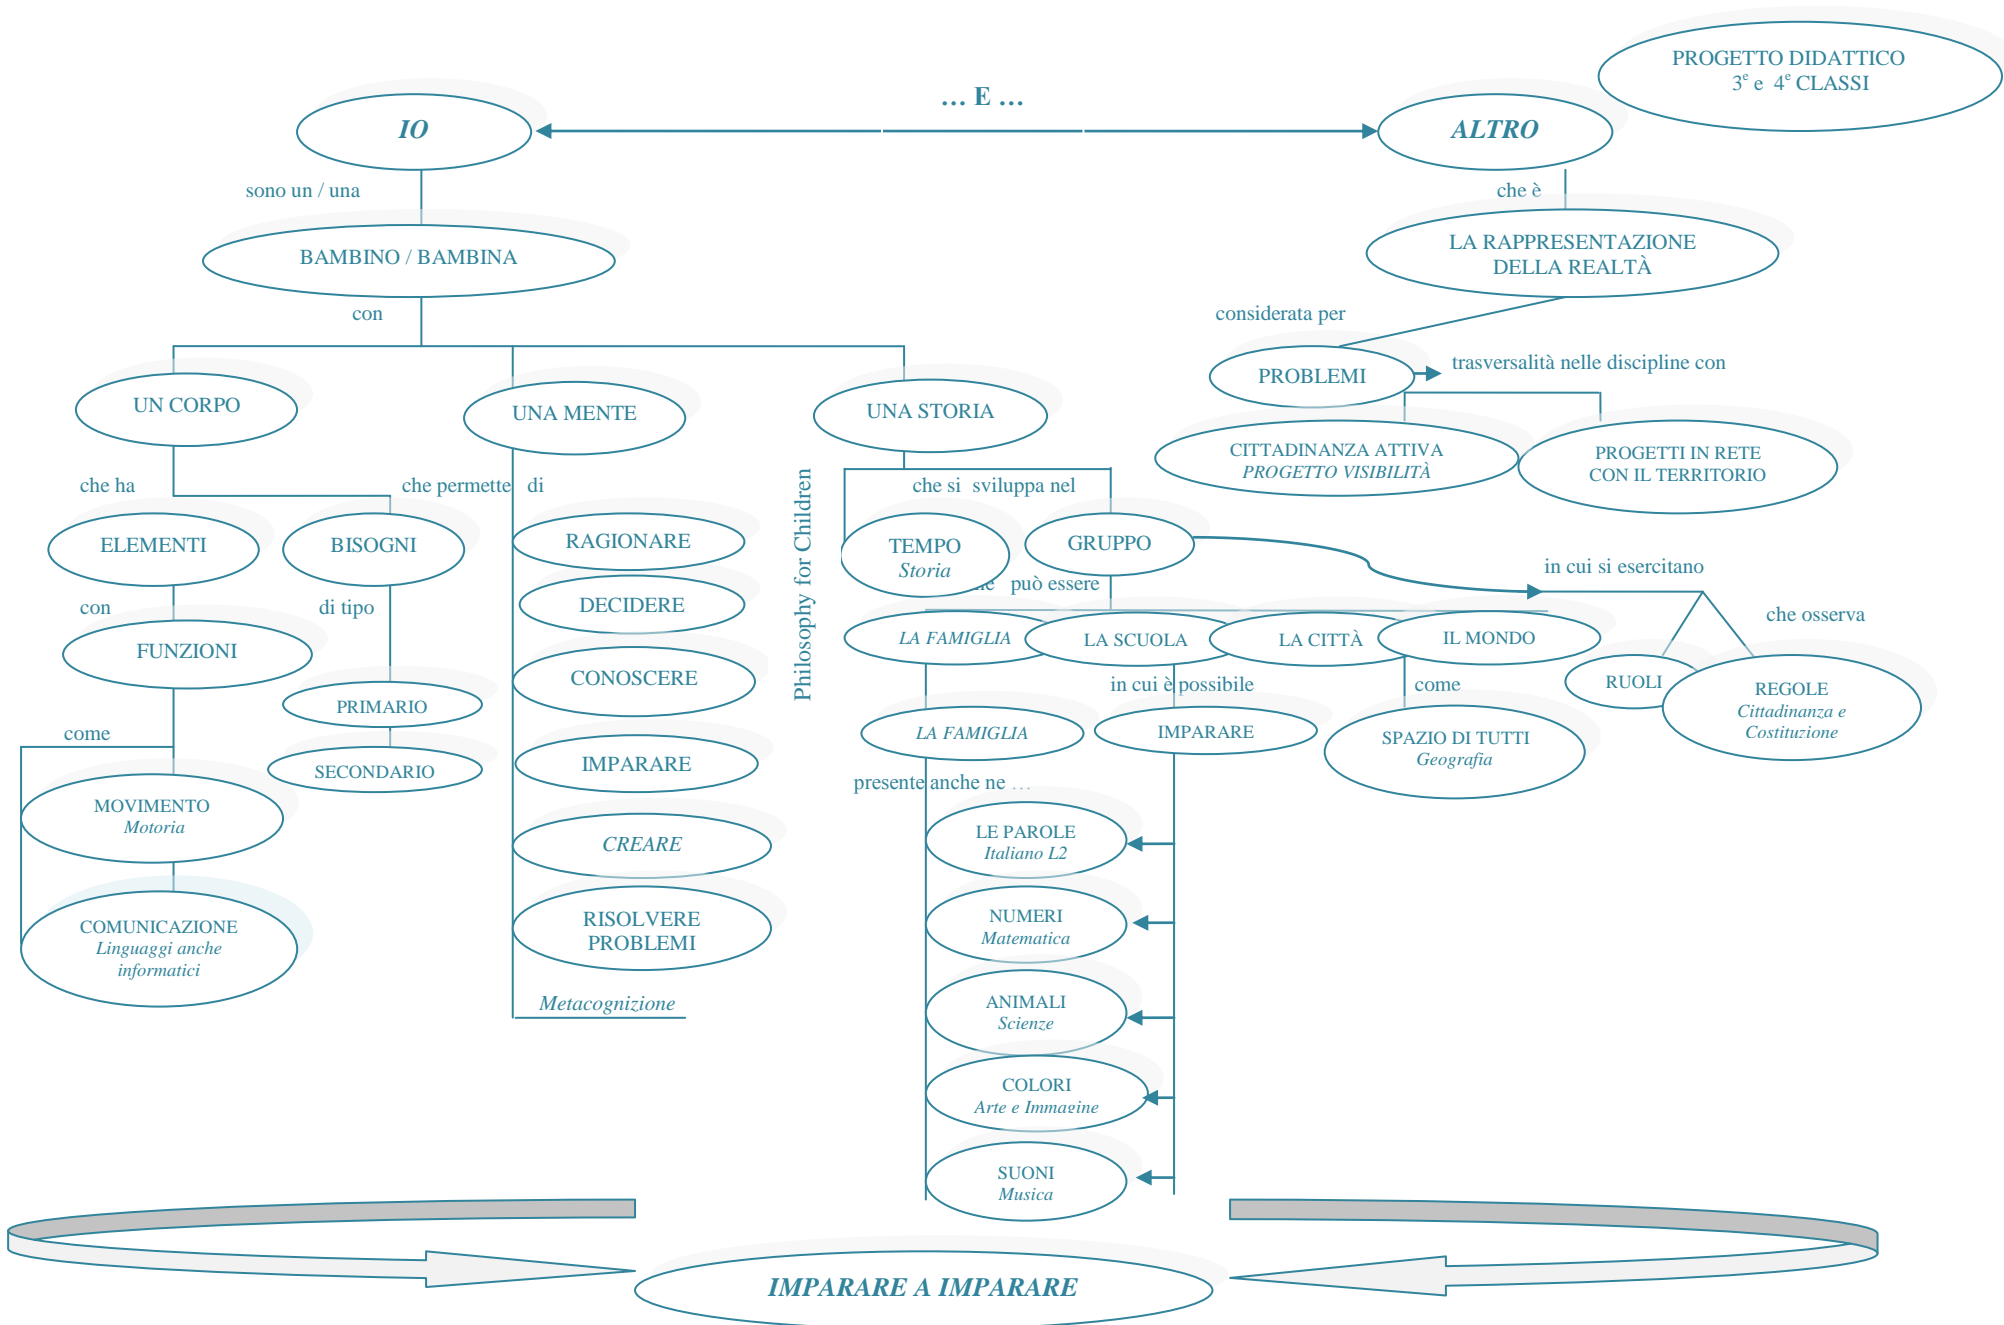 PROGETTO DIDATTICO
3e e 4e CLASSI
… E …
IO
ALTRO
sono un / una
che è
BAMBINO / BAMBINA
LA RAPPRESENTAZIONE
DELLA REALTÀ
con
considerata per
PROBLEMI
trasversalità nelle discipline con
UN CORPO
UNA MENTE
UNA STORIA
CITTADINANZA ATTIVA
PROGETTO VISIBILITÀ
PROGETTI IN RETE
CON IL TERRITORIO
che ha
che permette di
che si sviluppa nel
Philosophy for Children
ELEMENTI
BISOGNI
RAGIONARE
TEMPO
Storia
GRUPPO
in cui si esercitano
può essere
con
di tipo
DECIDERE
che osserva
FUNZIONI
LA FAMIGLIA
LA SCUOLA
LA CITTÀ
IL MONDO
CONOSCERE
in cui è possibile
come
RUOLI
REGOLE
Cittadinanza e
Costituzione
PRIMARIO
come
LA FAMIGLIA
IMPARARE
SPAZIO DI TUTTI
Geografia
SECONDARIO
IMPARARE
presente anche ne …
MOVIMENTO
Motoria
CREARE
LE PAROLE
Italiano L2
COMUNICAZIONE
Linguaggi anche
informatici
RISOLVERE
PROBLEMI
NUMERI
Matematica
Metacognizione
ANIMALI
Scienze
COLORI
Arte e Immagine
SUONI
Musica
IMPARARE A IMPARARE